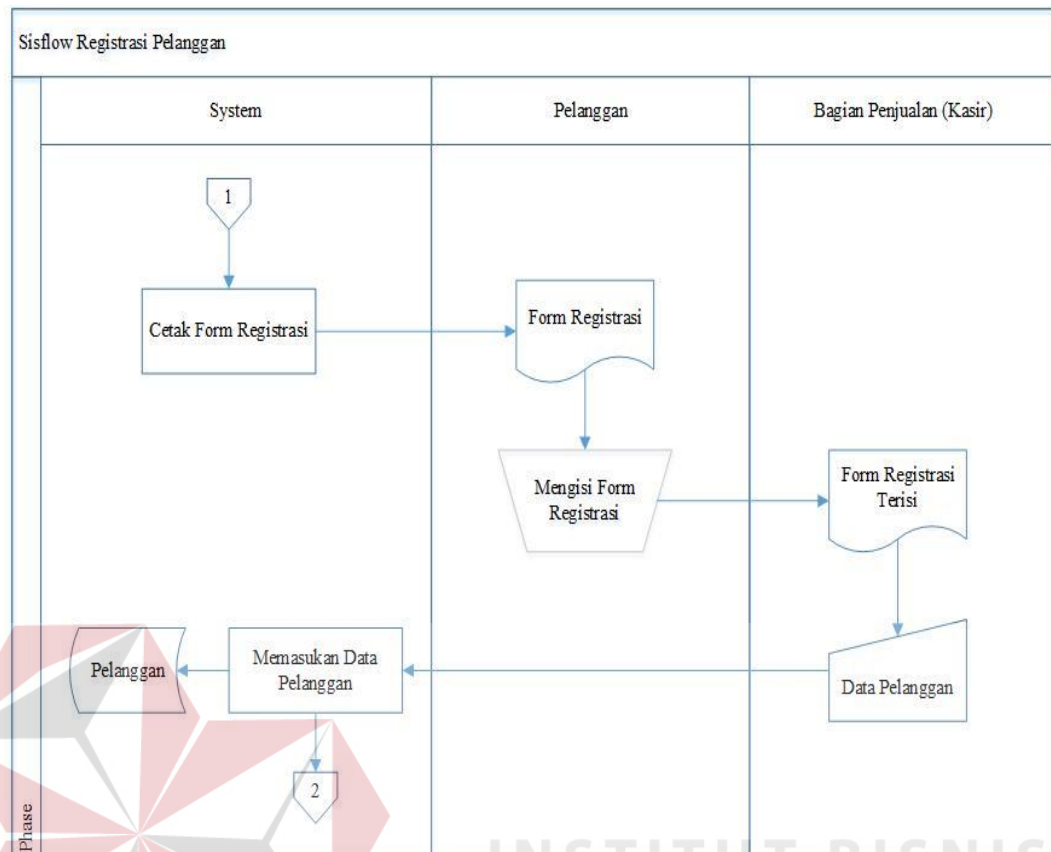 Sisflow Registrasi Pelanggan
System
Pelanggan
Bagian Penjualan (Kasir)
1
Cetak Form Registrasi
Form Registrasi
Mengisi Form
Registrasi
Form Registrasi
Terisi
Pelanggan
Memasukan Data
Pelanggan
Data Pelanggan
2
Phase
INSTITUT BISNIS